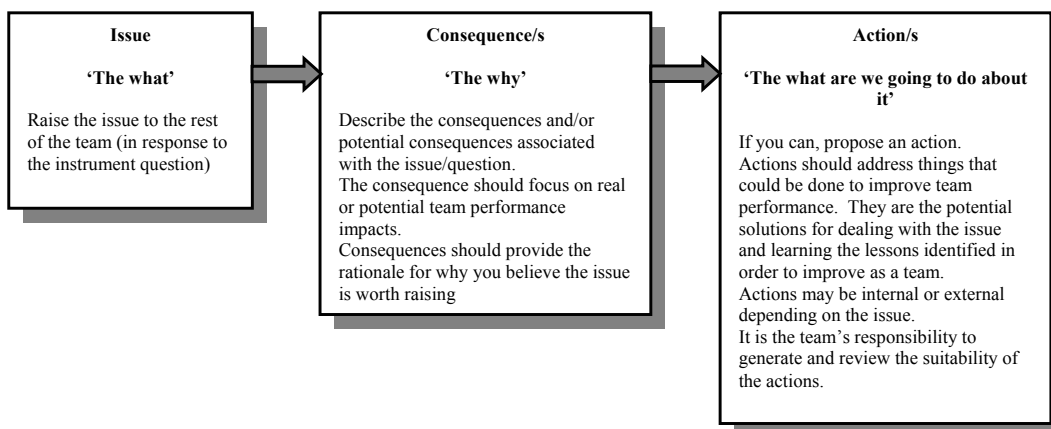 Issue
‘The what’
Raise the issue to the rest
of the team (in response to
the instrument question)
Consequence/s
‘The why’
Describe the consequences and/or
potential consequences associated
with the issue/question.
The consequence should focus on real
or potential team performance
impacts.
Consequences should provide the
rationale for why you believe the issue
is worth raising
Action/s
‘The what are we going to do about
it’
If you can, propose an action.
Actions should address things that
could be done to improve team
performance.  They are the potential
solutions for dealing with the issue
and learning the lessons identified in
order to improve as a team.
Actions may be internal or external
depending on the issue.
It is the team’s responsibility to
generate and review the suitability of
the actions.